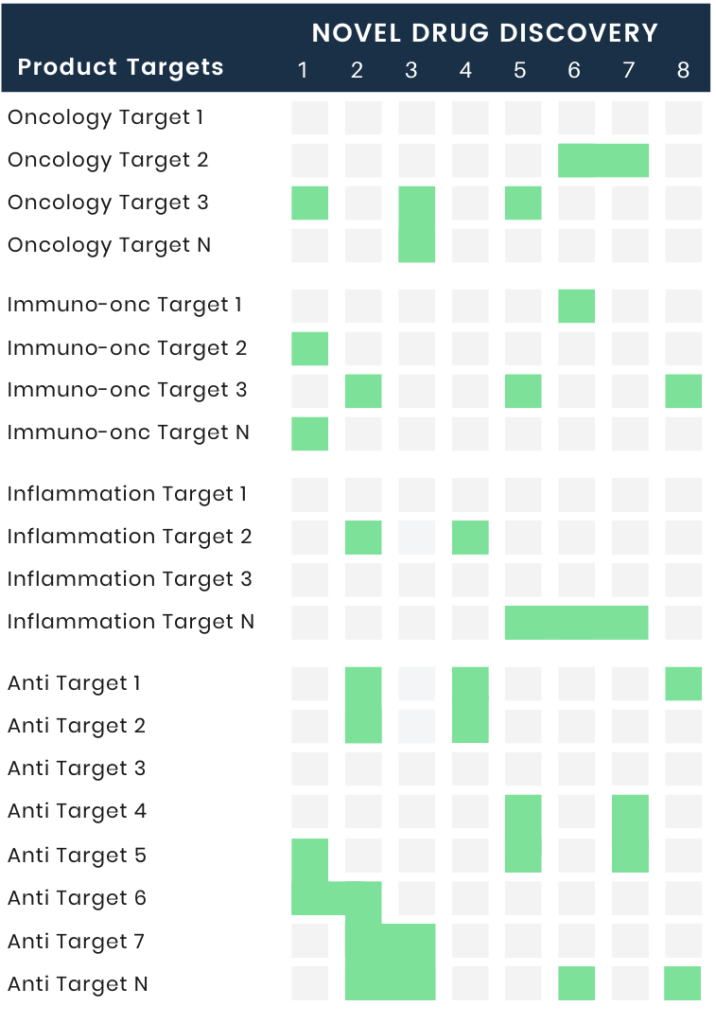 NOVEL DRUG DISCOVERY
Product Targets 1 2 3 4 5 6 7 8
Oncology Target 1
Oncology Target 2
Oncology Target 3
Oncology Target N
Immuno-onc Target 1
Immuno-onc Target 2
Immuno-onc Target 3
Immuno-onc Target N
Inflammation Target 1
Inflammation Target 2
Inflammation Target 3
Inflammation Target N
Anti Target 1
Anti Target 2
Anti Target 3
Anti Target 4
Anti Target 5
Anti Target 6
Anti Target 7
Anti Target N